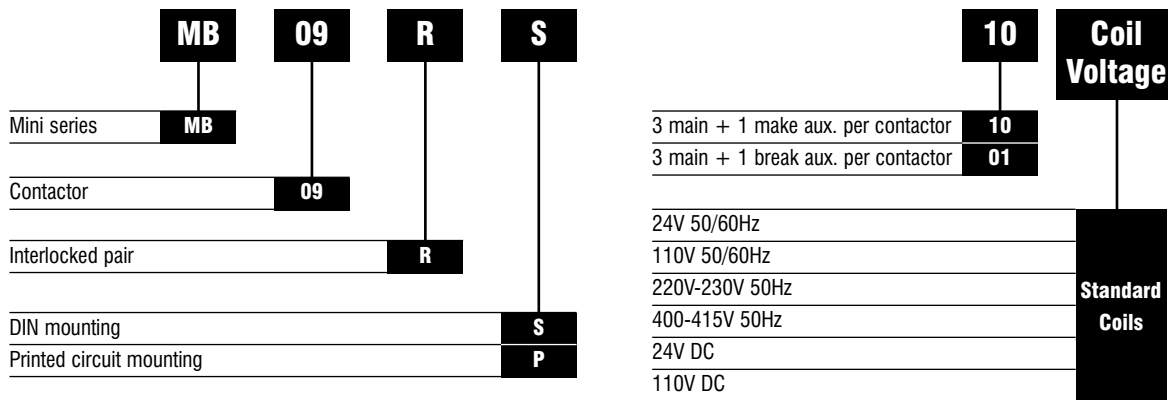 MB 09 R S
Mini series MB
Contactor 09
Interlocked pair R
DIN mounting S
Printed circuit mounting P
10 Coil
Voltage
3 main + 1 make aux. per contactor 10
3 main + 1 break aux. per contactor 01
24V 50/60Hz
110V 50/60Hz
220V-230V 50Hz
400-415V 50Hz
24V DC
110V DC
Standard
Coils